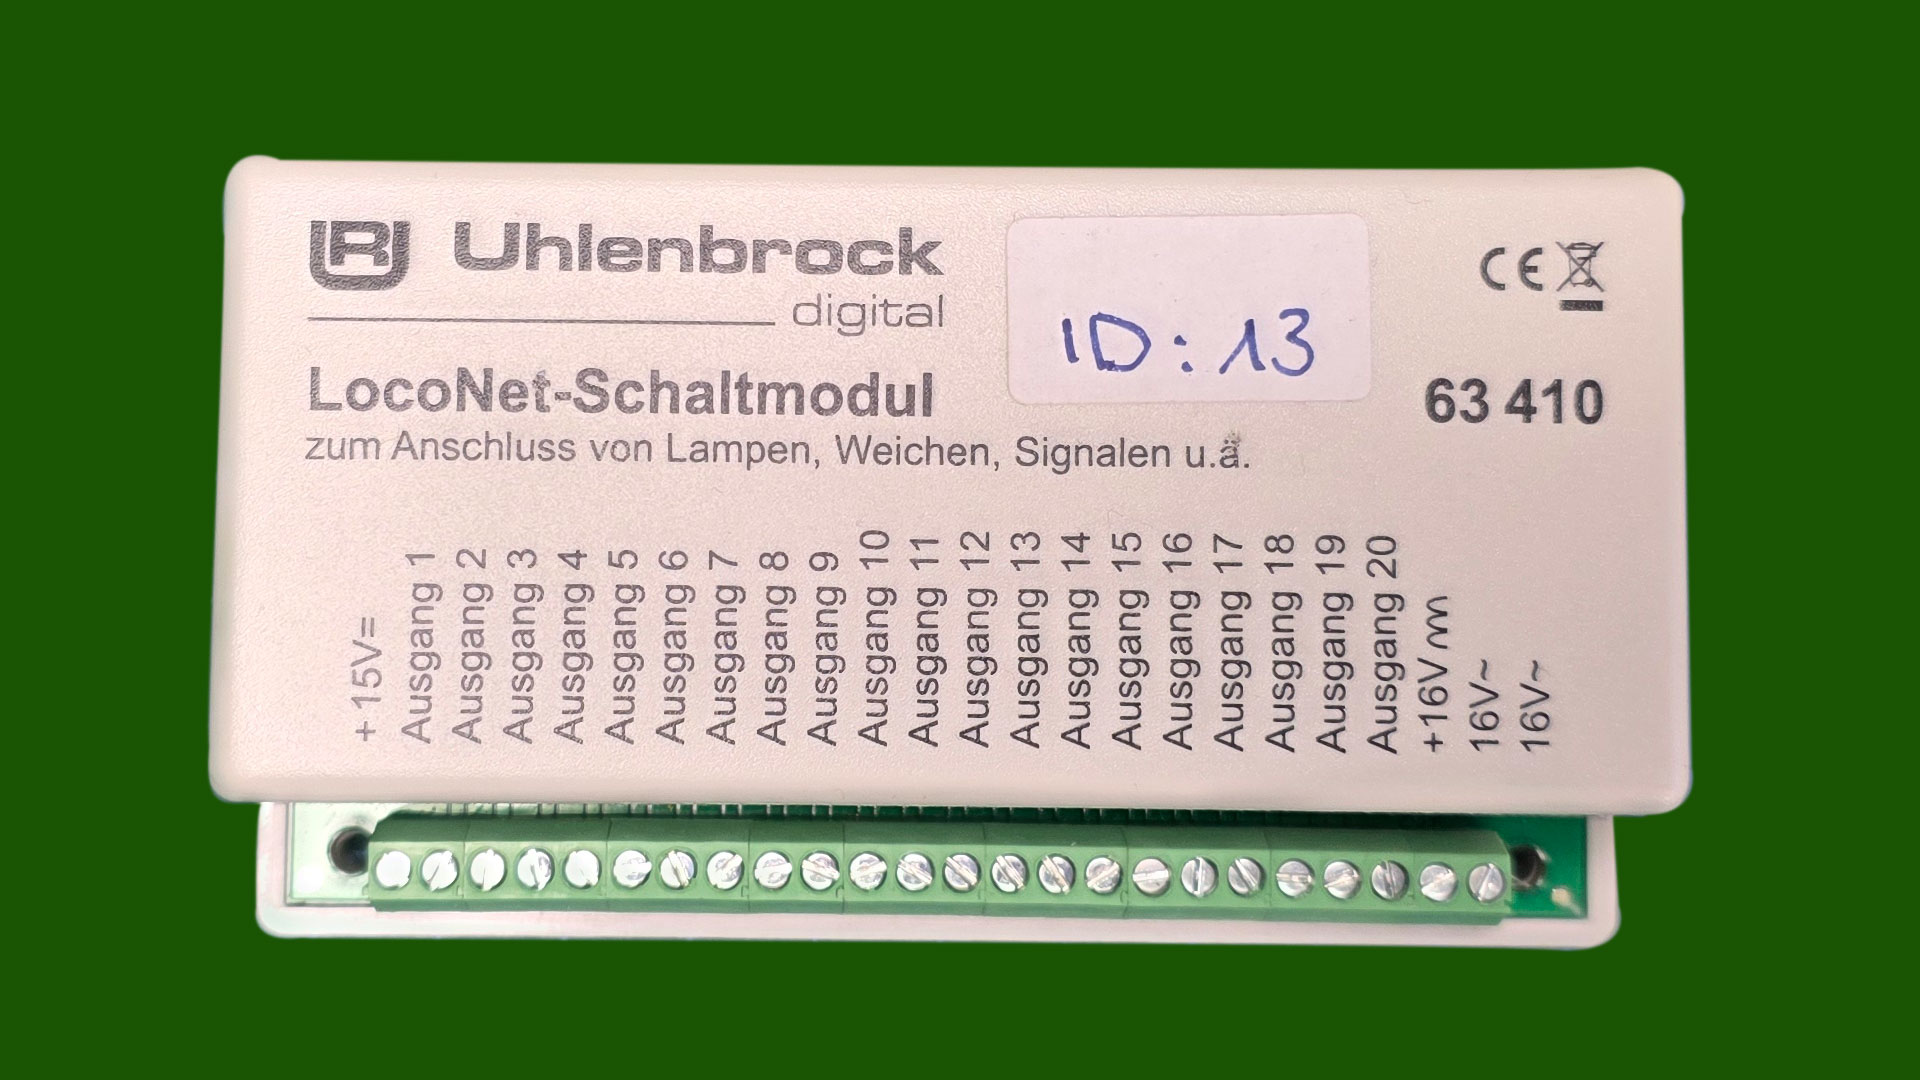 Uhlenbrock
digital
ID: 13
CE
LocoNet-Schaltmodul
63 410
zum Anschluss von Lampen, Weichen, Signalen u.ä.
+ 15V=
Ausgang 1
Ausgang 2
Ausgang 3
Ausgang 4
Ausgang 5
Ausgang 6
Ausgang 7
Ausgang 8
Ausgang 9
Ausgang 10
Ausgang 11
Ausgang 12
Ausgang 13
Ausgang 14
Ausgang 15
Ausgang 16
Ausgang 17
Ausgang 18
Ausgang 19
Ausgang 20
+16V
16V~
16V~